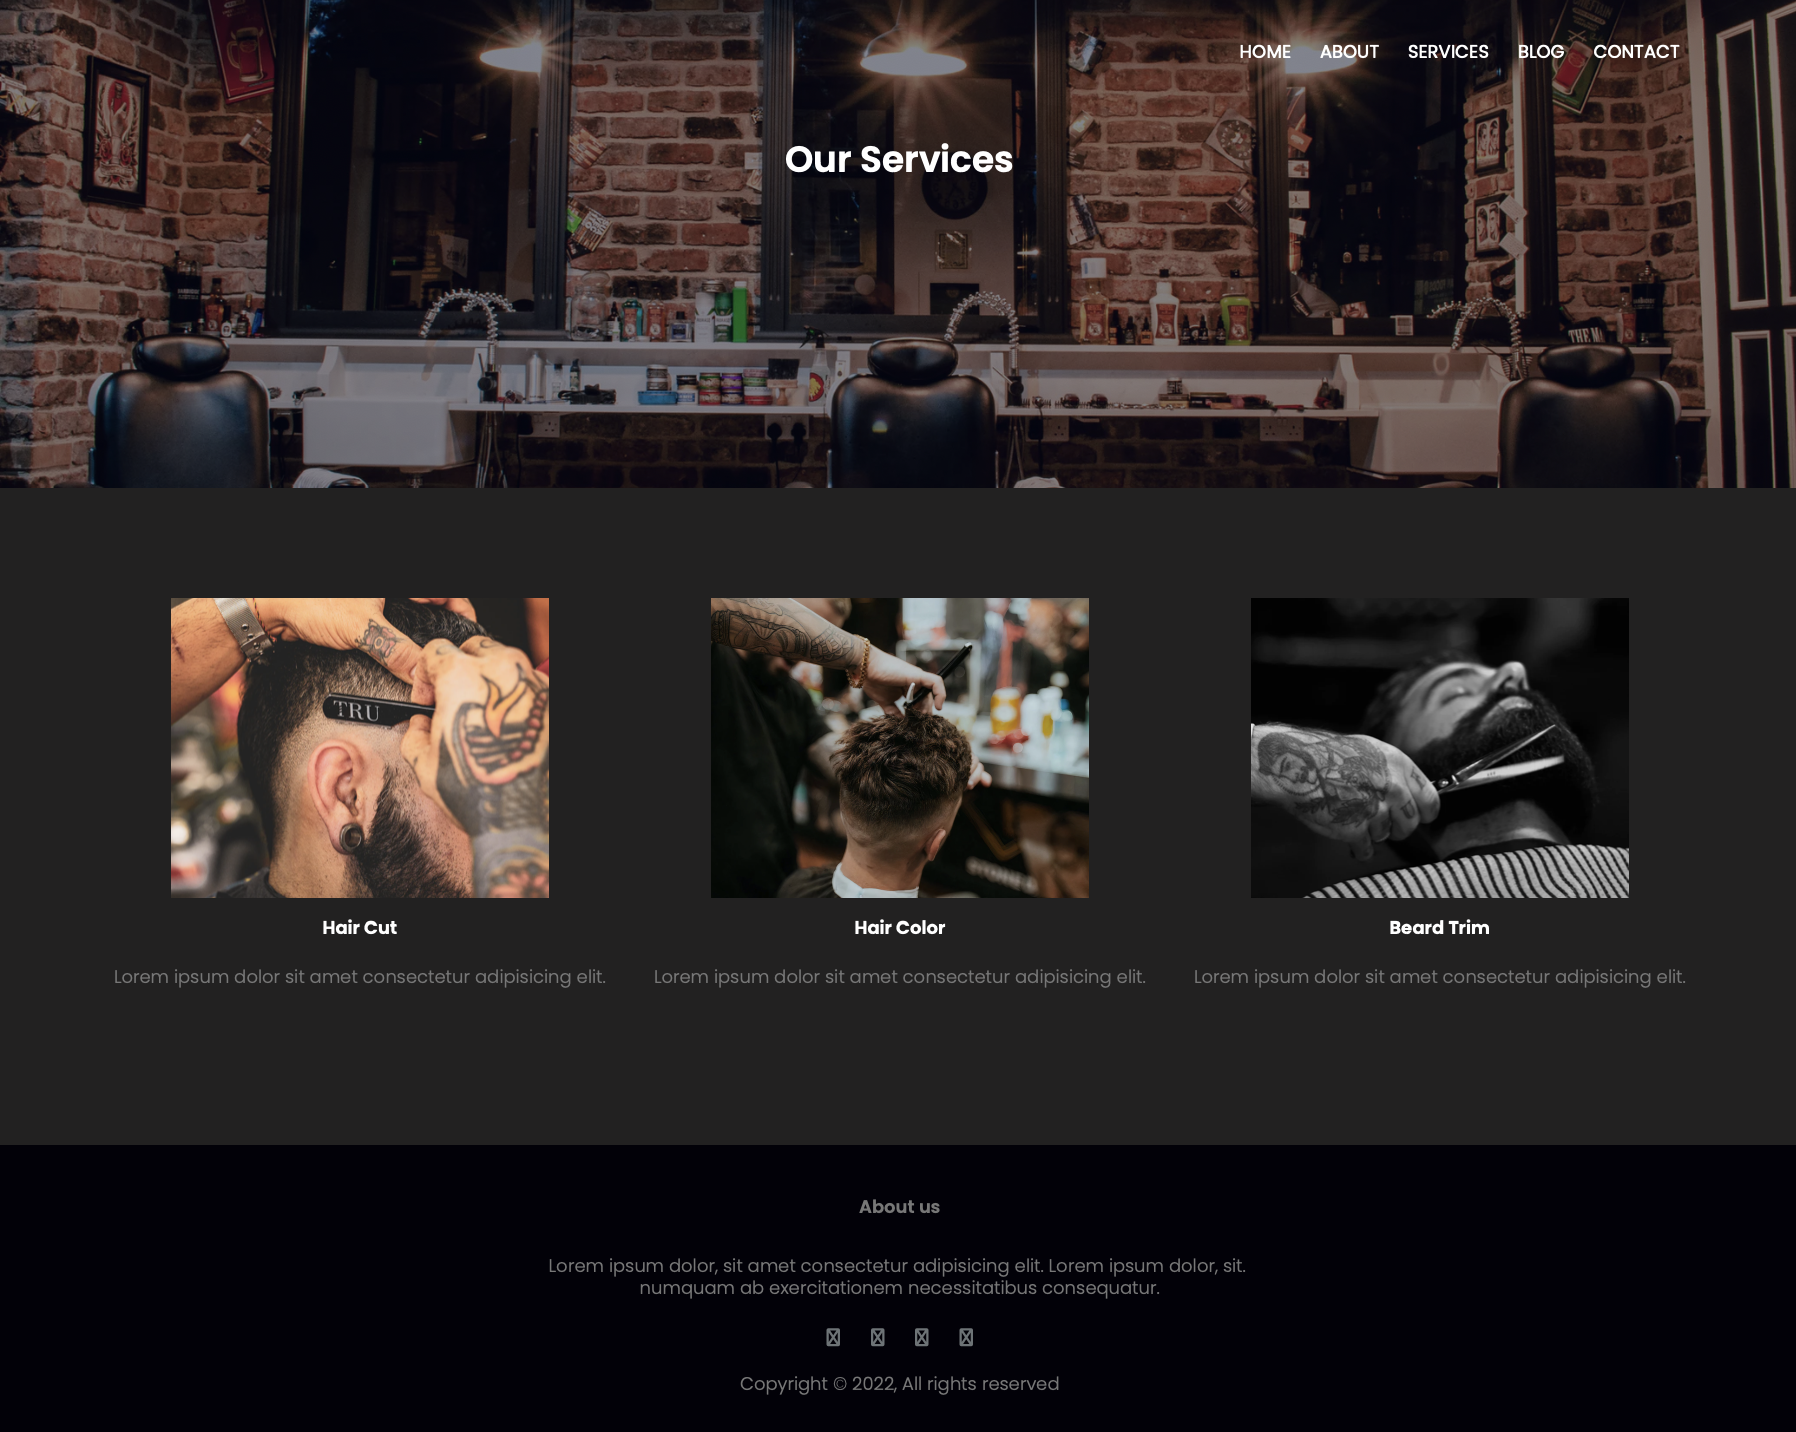 HOME ABOUT SERVICES BLOG CONTACT
Our Services
THE M
TRU
Hair Cut
Hair Color
Beard Trim
Lorem ipsum dolor sit amet consectetur adipisicing elit.
Lorem ipsum dolor sit amet consectetur adipisicing elit.
Lorem ipsum dolor sit amet consectetur adipisicing elit.
About us
Lorem ipsum dolor, sit amet consectetur adipisicing elit. Lorem ipsum dolor, sit.
numquam ab exercitationem necessitatibus consequatur.
Copyright © 2022, All rights reserved